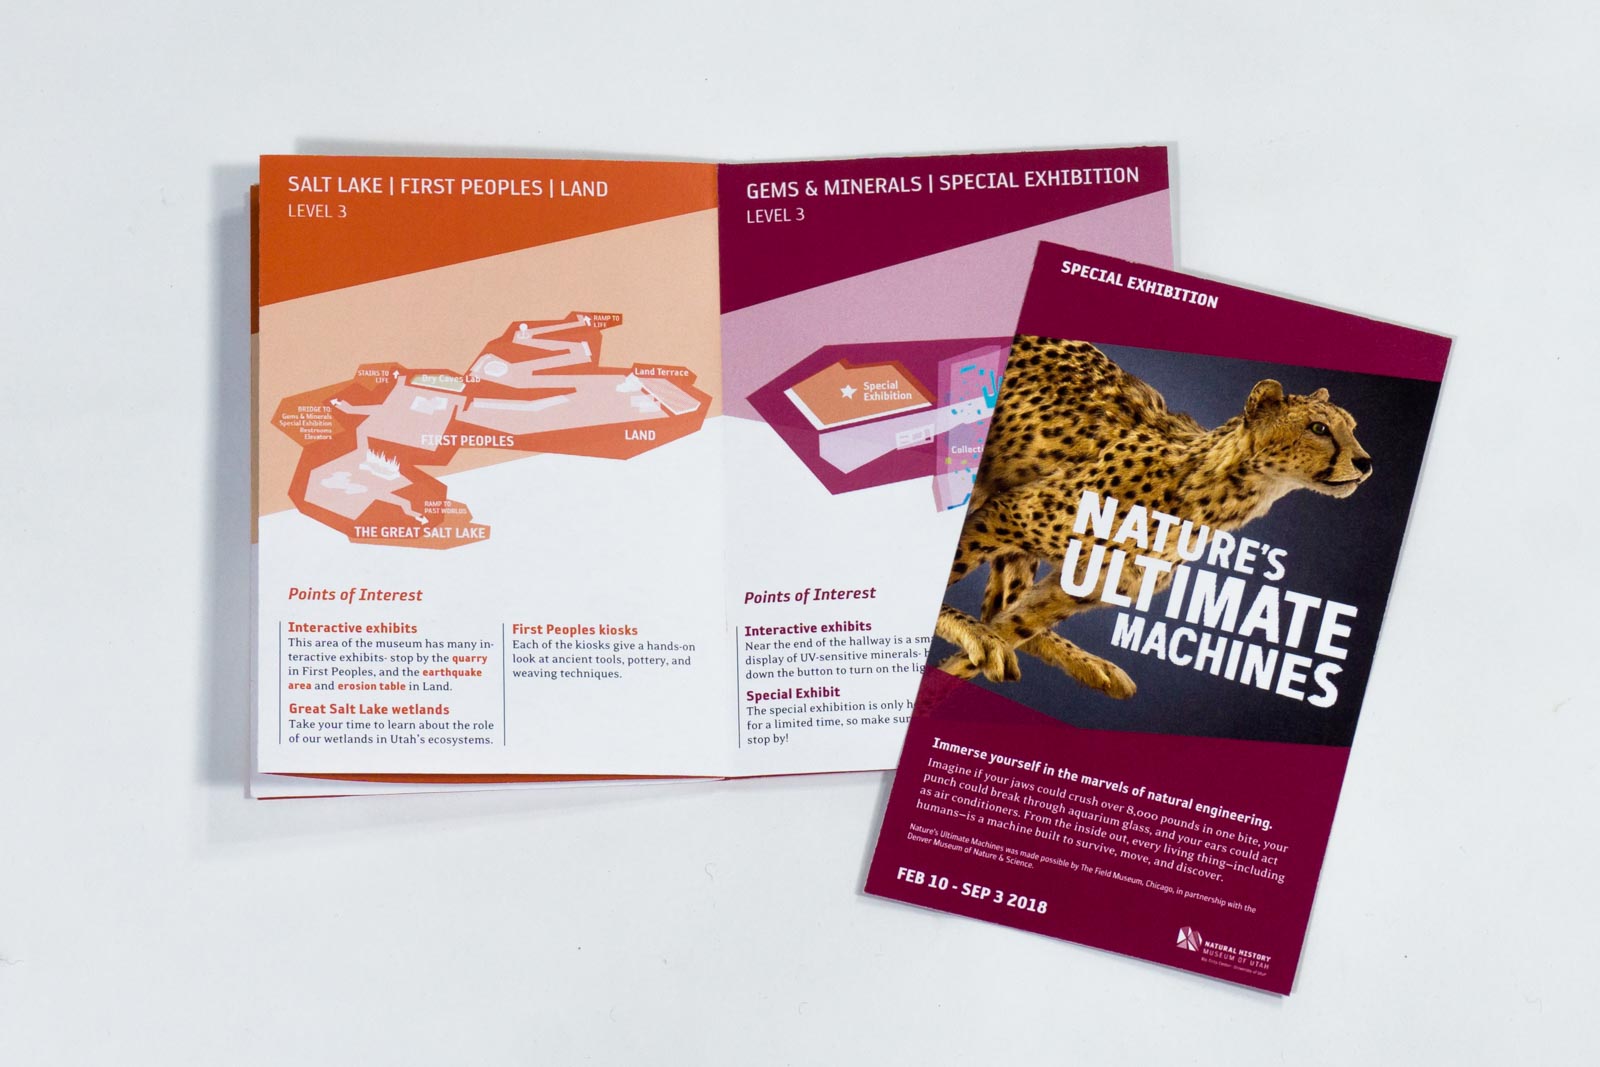 SALT LAKE | FIRST PEOPLES | LAND
LEVEL 3
RAMP TO
LIFE
STAIRS TO
LIFE
Dry Caves Lab
Land Terrace
BRIDGE TO:
Gems & Minerals
Special Exhibition
Restrooms
Elevators
FIRST PEOPLES
LAND
RAMP TO
PAST WORLDS
THE GREAT SALT LAKE
Points of Interest
Interactive exhibits
This area of the museum has many in-
teractive exhibits- stop by the quarry
in First Peoples, and the earthquake
area and erosion table in Land.
Great Salt Lake wetlands
Take your time to learn about the role
of our wetlands in Utah's ecosystems.
First Peoples kiosks
Each of the kiosks give a hands-on
look at ancient tools, pottery, and
weaving techniques.
GEMS & MINERALS | SPECIAL EXHIBITION
LEVEL 3
Special
Exhibition
Collecti
Points of Interest
Interactive exhibits
Near the end of the hallway is a sma
display of UV-sensitive minerals- h
down the button to turn on the lig
Special Exhibit
The special exhibition is only h
for a limited time, so make sur
stop by!
SPECIAL EXHIBITION
NATURE'S
ULTIMATE
MACHINES
Immerse yourself in the marvels of natural engineering.
Imagine if your jaws could crush over 8,000 pounds in one bite, your
punch could break through aquarium glass, and your ears could act
as air conditioners. From the inside out, every living thing—including
humans—is a machine built to survive, move, and discover.
Nature's Ultimate Machines was made possible by The Field Museum, Chicago, in partnership with the
Denver Museum of Nature & Science.
FEB 10 - SEP 3 2018
NATURAL HISTORY
MUSEUM OF UTAH